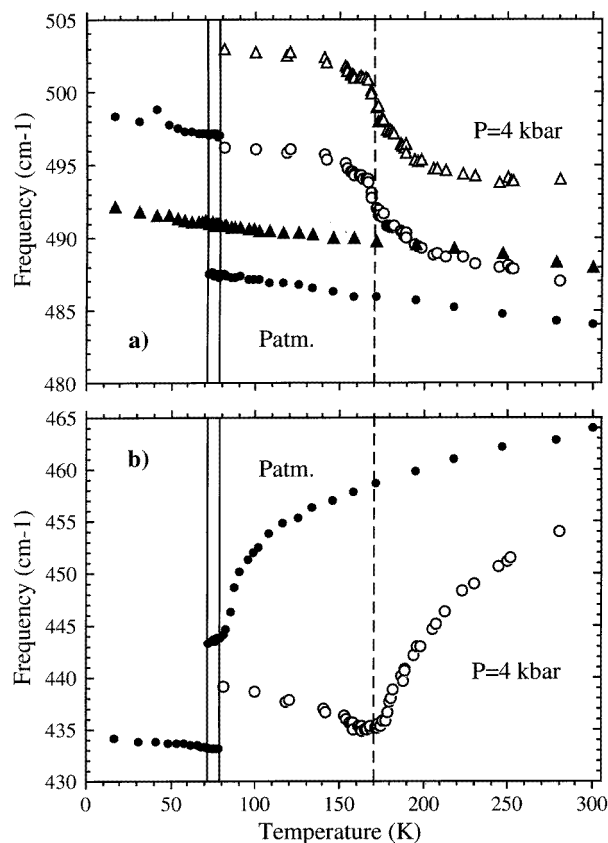 505
500
495
490
485
480
Frequency (cm-1)
P=4 kbar
a)
Patm.
465
460
455
450
445
440
435
430
Frequency (cm-1)
b)
Patm.
P=4 kbar
0 50 100 150 200 250 300
Temperature (K)